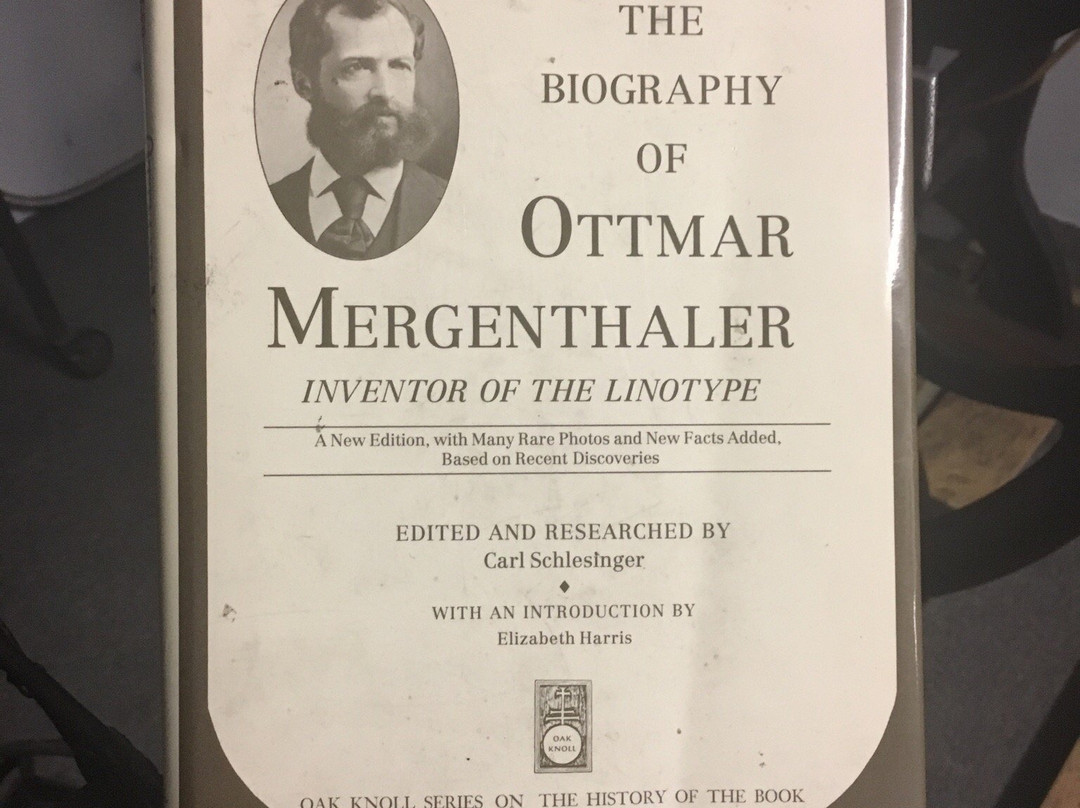 THE
BIOGRAPHY
OF
OTTMAR
MERGENTHALER
INVENTOR OF THE LINOTYPE
A New Edition, with Many Rare Photos and New Facts Added,
Based on Recent Discoveries
EDITED AND RESEARCHED BY
Carl Schlesinger
WITH AN INTRODUCTION BY
Elizabeth Harris
OAK
KNOLL
OAK KNOLL SERIES ON THE HISTORY OF THE BOOK